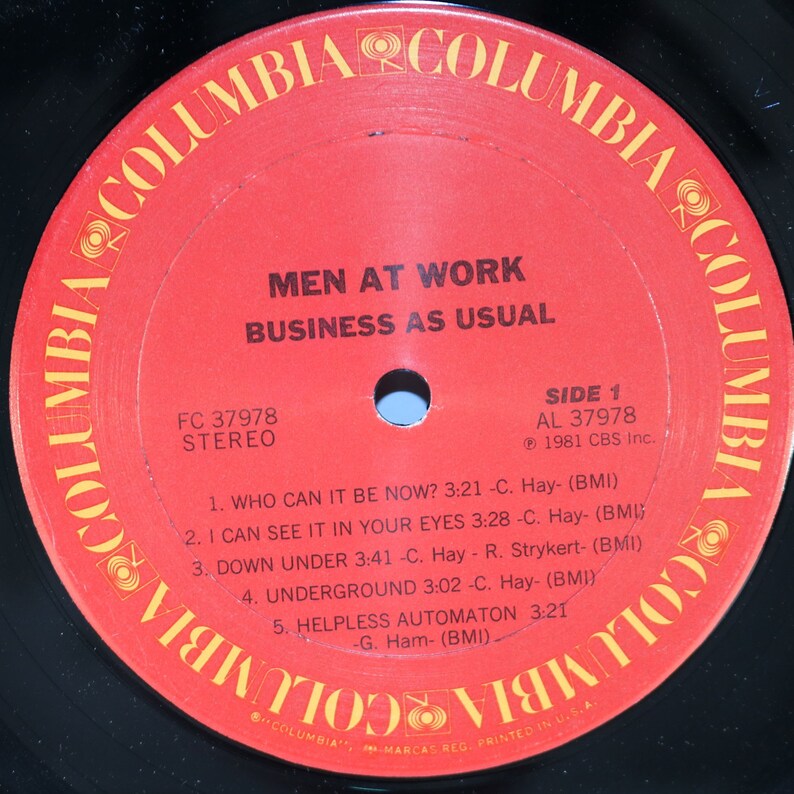 COLUMBIA COLUMBIA COLUMBIA COLUMBIA COLUMBIA COLUMBIA COLUMBIA COLUMBIA
MEN AT WORK
BUSINESS AS USUAL
SIDE 1
FC 37978 AL 37978
STEREO ℗ 1981 CBS Inc.
1. WHO CAN IT BE NOW? 3:21 -C. Hay- (BMI)
2. I CAN SEE IT IN YOUR EYES 3:28 -C. Hay- (BMI)
3. DOWN UNDER 3:41 -C. Hay - R. Strykert- (BMI)
4. UNDERGROUND 3:02 -C. Hay- (BMI)
5. HELPLESS AUTOMATON 3:21
-G. Ham- (BMI)
®"COLUMBIA", MARCAS REG. PRINTED IN U.S.A.